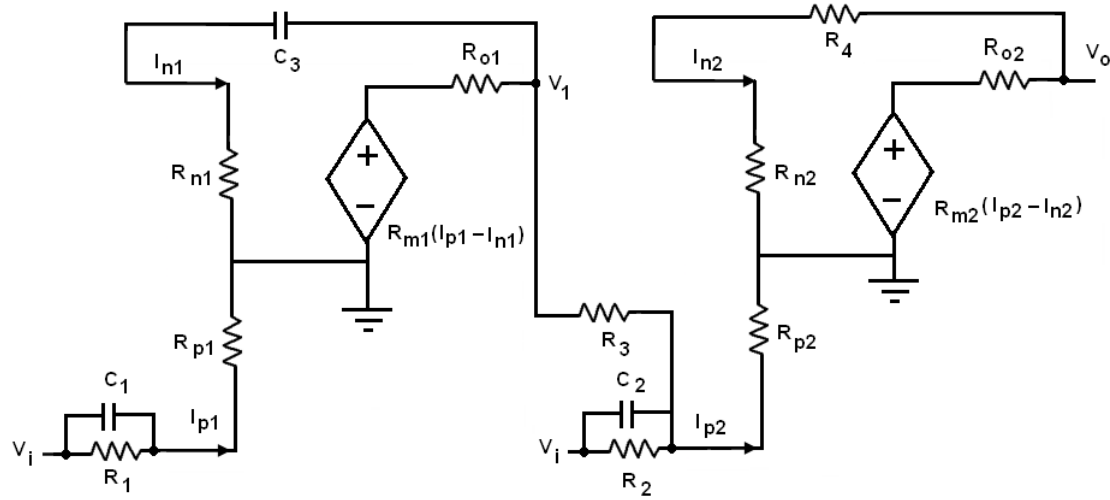 C3
R4
In1
Ro1
V1
In2
Ro2
Vo
Rn1
+
−
Rm1(Ip1−In1)
Rn2
+
−
Rm2(Ip2−In2)
Rp1
R3
Rp2
C1
Ip1
Vi
R1
C2
Ip2
Vi
R2